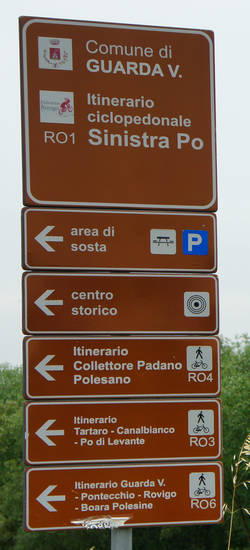 Comune di
GUARDA V.
Itinerario
ciclopedonale
RO1 Sinistra Po
area di
sosta
P
centro
storico
Itinerario
Collettore Padano
Polesano
RO4
Itinerario
Tartaro - Canalbianco
- Po di Levante
RO3
Itinerario Guarda V.
- Pontecchio - Rovigo
- Boara Polesine
RO6